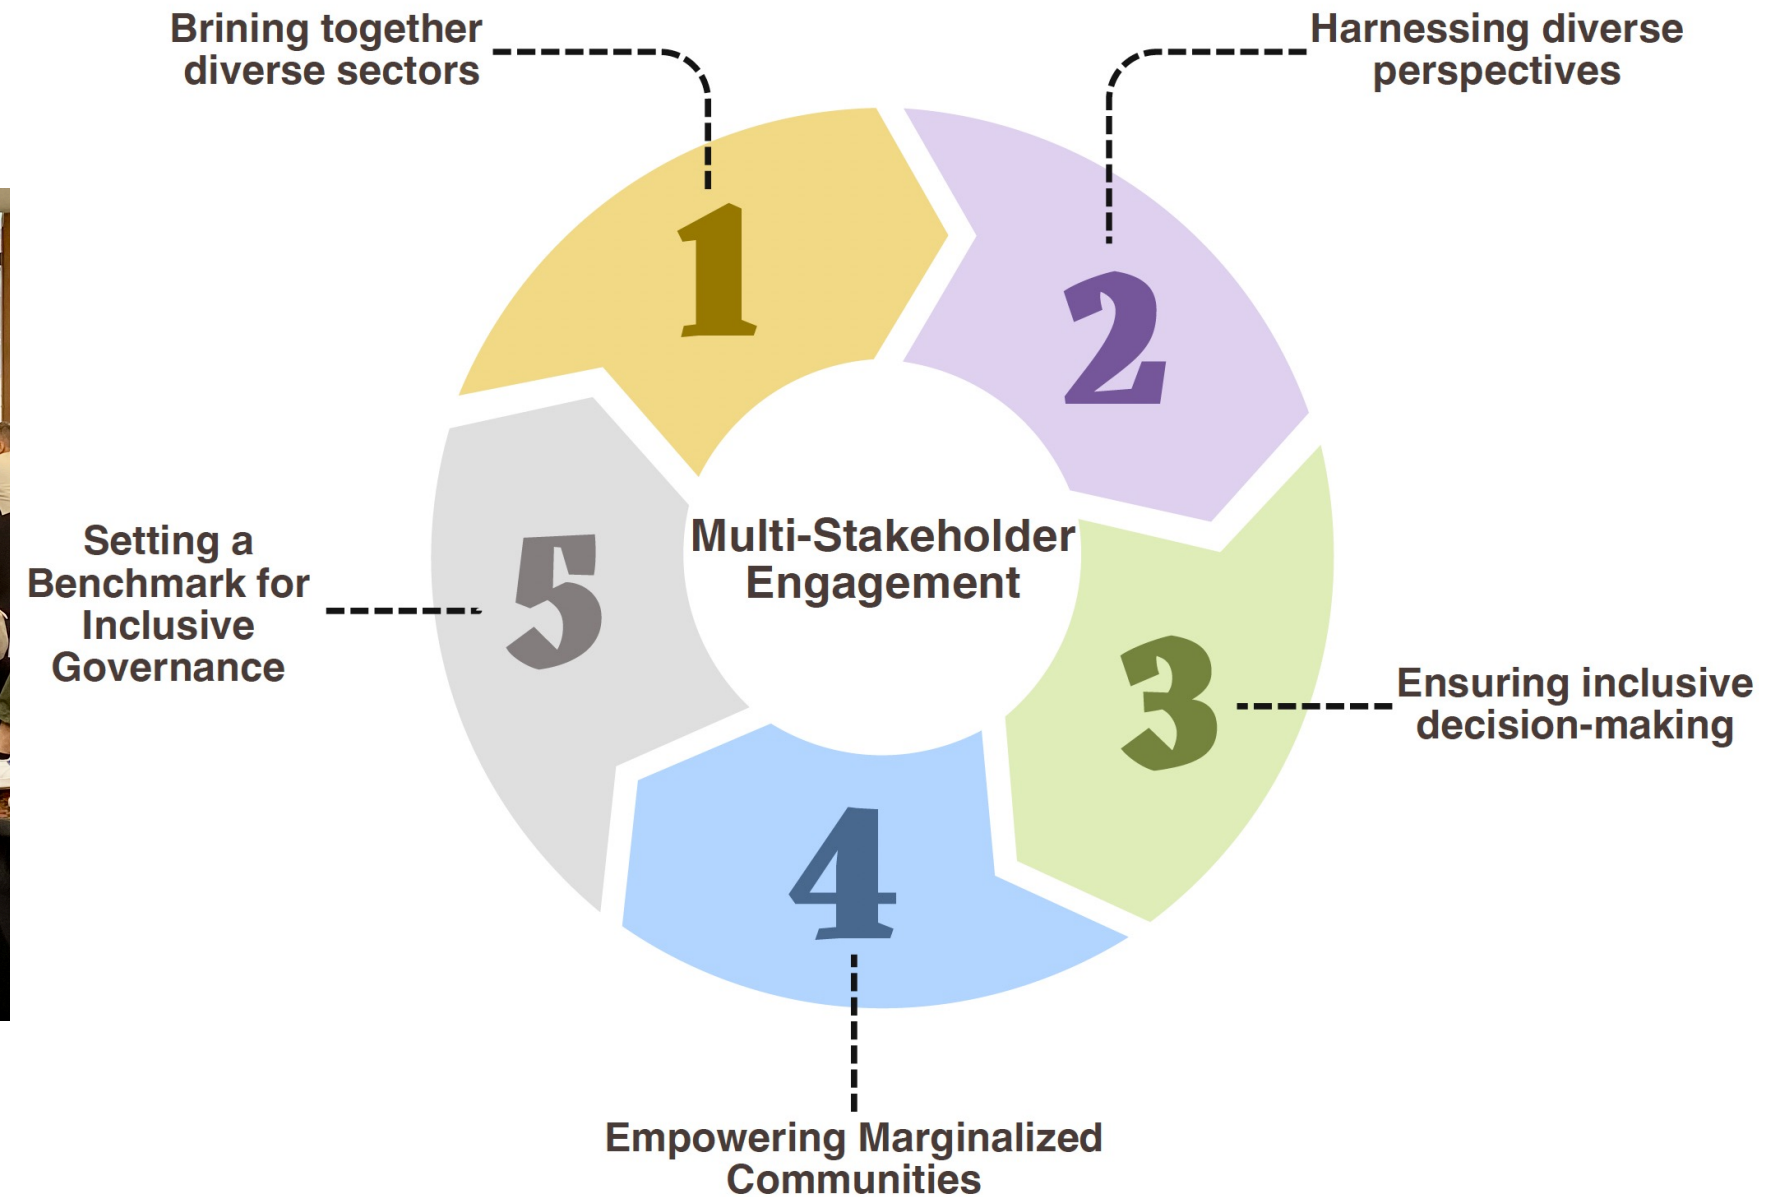 Brining together
diverse sectors
1
Harnessing diverse
perspectives
2
Multi-Stakeholder
Engagement
3
Ensuring inclusive
decision-making
4
Empowering Marginalized
Communities
5
Setting a
Benchmark for
Inclusive
Governance